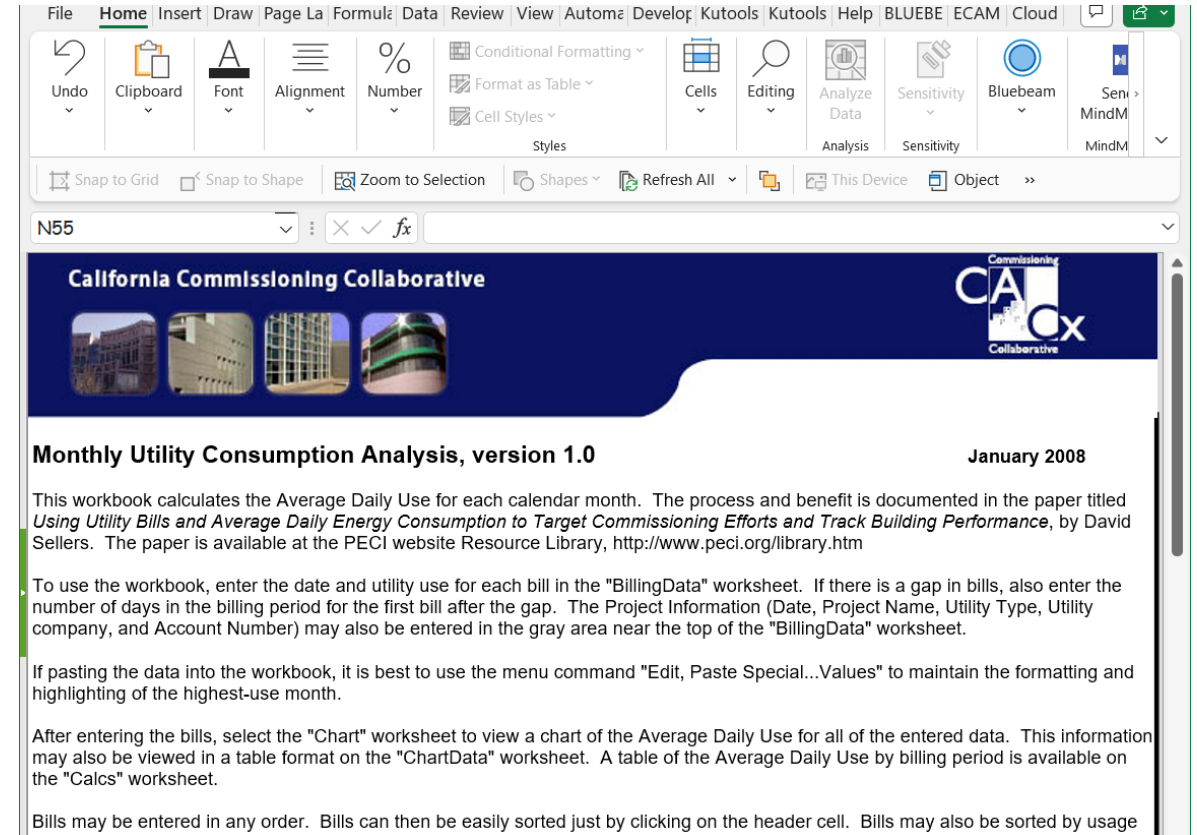 File Home Insert Draw Page La Formula Data Review View Automa Develop Kutools Kutools Help BLUEBE ECAM Cloud
Conditional Formatting
Format as Table
Cell Styles
Undo Clipboard Font Alignment Number Cells Editing Analyze Data Sensitivity Bluebeam Sen
MindM
Styles Analysis Sensitivity MindM
Snap to Grid Snap to Shape Zoom to Selection Shapes Refresh All This Device Object »
N55 fx
California Commissioning Collaborative
Commissioning
CA Cx
Collaborative
Monthly Utility Consumption Analysis, version 1.0 January 2008
This workbook calculates the Average Daily Use for each calendar month. The process and benefit is documented in the paper titled
Using Utility Bills and Average Daily Energy Consumption to Target Commissioning Efforts and Track Building Performance, by David
Sellers. The paper is available at the PECI website Resource Library, http://www.peci.org/library.htm
To use the workbook, enter the date and utility use for each bill in the "BillingData" worksheet. If there is a gap in bills, also enter the
number of days in the billing period for the first bill after the gap. The Project Information (Date, Project Name, Utility Type, Utility
company, and Account Number) may also be entered in the gray area near the top of the "BillingData" worksheet.
If pasting the data into the workbook, it is best to use the menu command "Edit, Paste Special...Values" to maintain the formatting and
highlighting of the highest-use month.
After entering the bills, select the "Chart" worksheet to view a chart of the Average Daily Use for all of the entered data. This information
may also be viewed in a table format on the "ChartData" worksheet. A table of the Average Daily Use by billing period is available on
the "Calcs" worksheet.
Bills may be entered in any order. Bills can then be easily sorted just by clicking on the header cell. Bills may also be sorted by usage